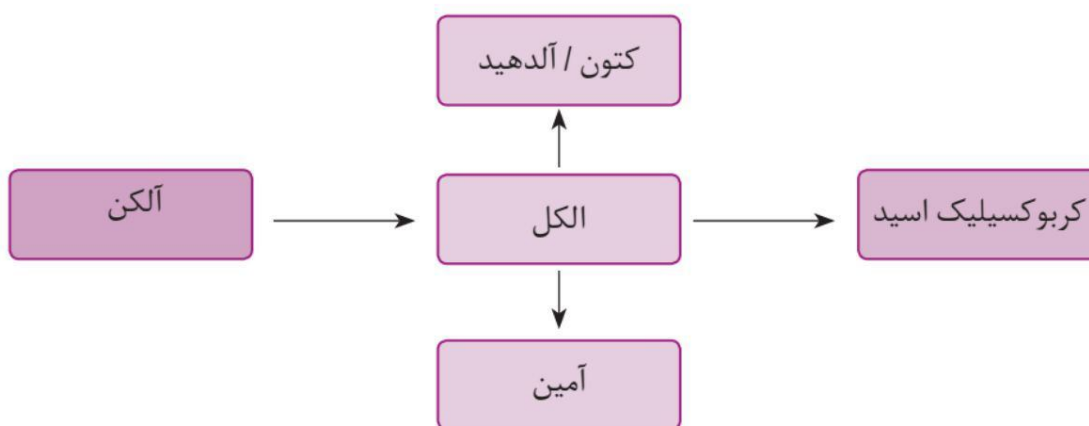 کتون / آلدهید
آلکن
الکل
کربوکسیلیک اسید
آمین